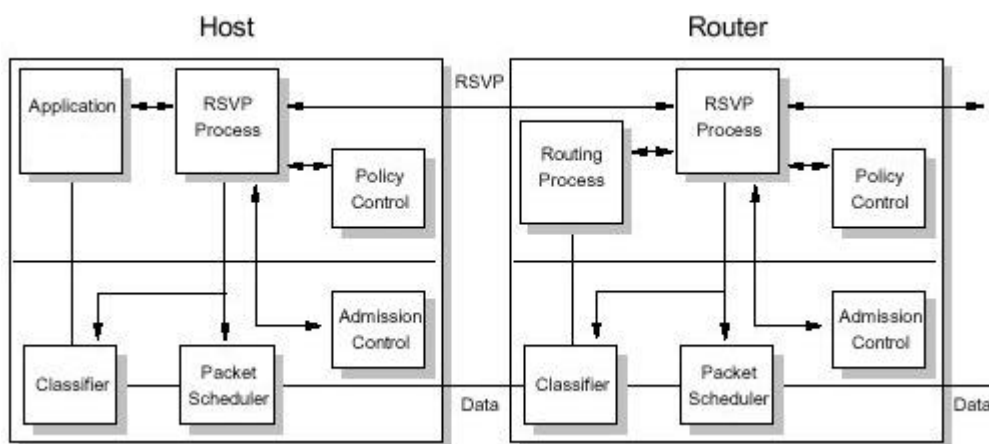 Host
Router
Application
RSVP
Process
RSVP
RSVP
Process
Routing
Process
Policy
Control
Policy
Control
Admission
Control
Admission
Control
Classifier
Packet
Scheduler
Data
Classifier
Packet
Scheduler
Data